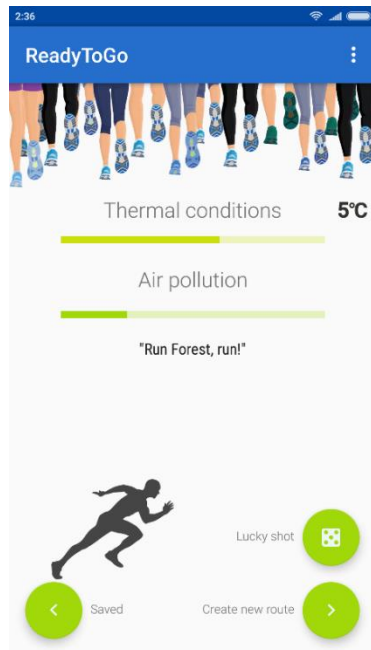 2:36
ReadyToGo
Thermal conditions 5°C
Air pollution
"Run Forest, run!"
Lucky shot
Saved Create new route